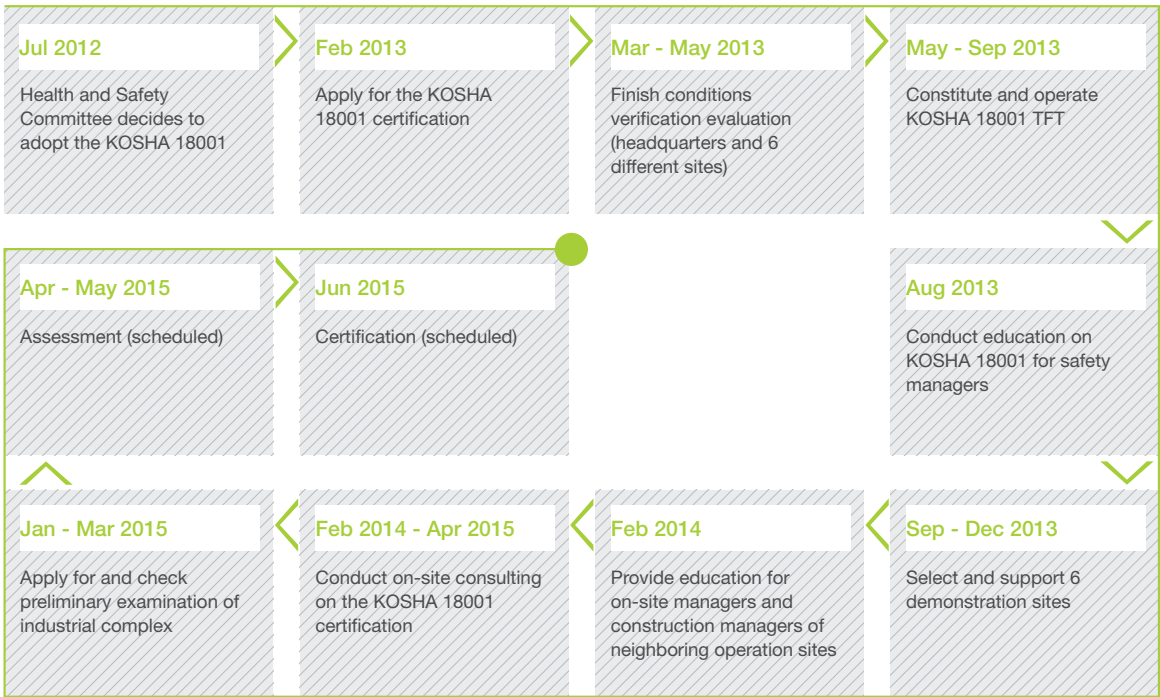 Jul 2012
Health and Safety
Committee decides to
adopt the KOSHA 18001
Feb 2013
Apply for the KOSHA
18001 certification
Mar - May 2013
Finish conditions
verification evaluation
(headquarters and 6
different sites)
May - Sep 2013
Constitute and operate
KOSHA 18001 TFT
Aug 2013
Conduct education on
KOSHA 18001 for safety
managers
Sep - Dec 2013
Select and support 6
demonstration sites
Feb 2014
Provide education for
on-site managers and
construction managers of
neighboring operation sites
Feb 2014 - Apr 2015
Conduct on-site consulting
on the KOSHA 18001
certification
Jan - Mar 2015
Apply for and check
preliminary examination of
industrial complex
Apr - May 2015
Assessment (scheduled)
Jun 2015
Certification (scheduled)